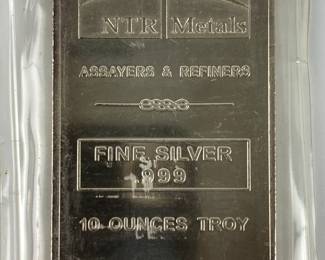 NTR Metals
ASSAYERS & REFINERS
FINE SILVER
.999
10 OUNCES TROY